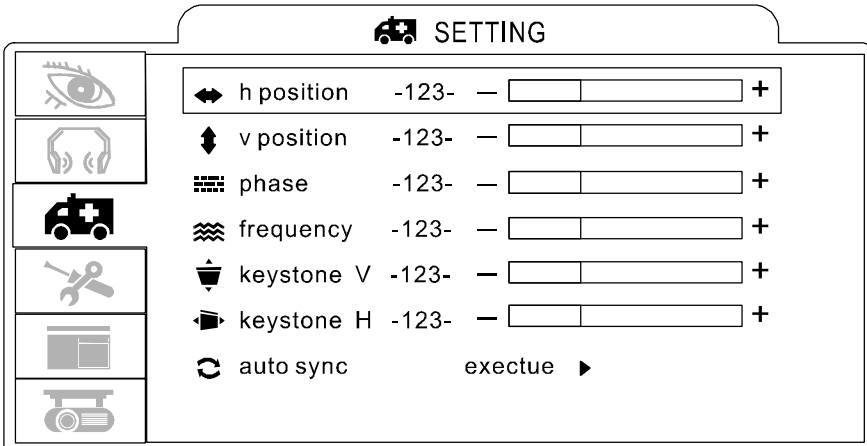 SETTING
h position -123- — +
v position -123- — +
phase -123- — +
frequency -123- — +
keystone V -123- — +
keystone H -123- — +
auto sync exectue